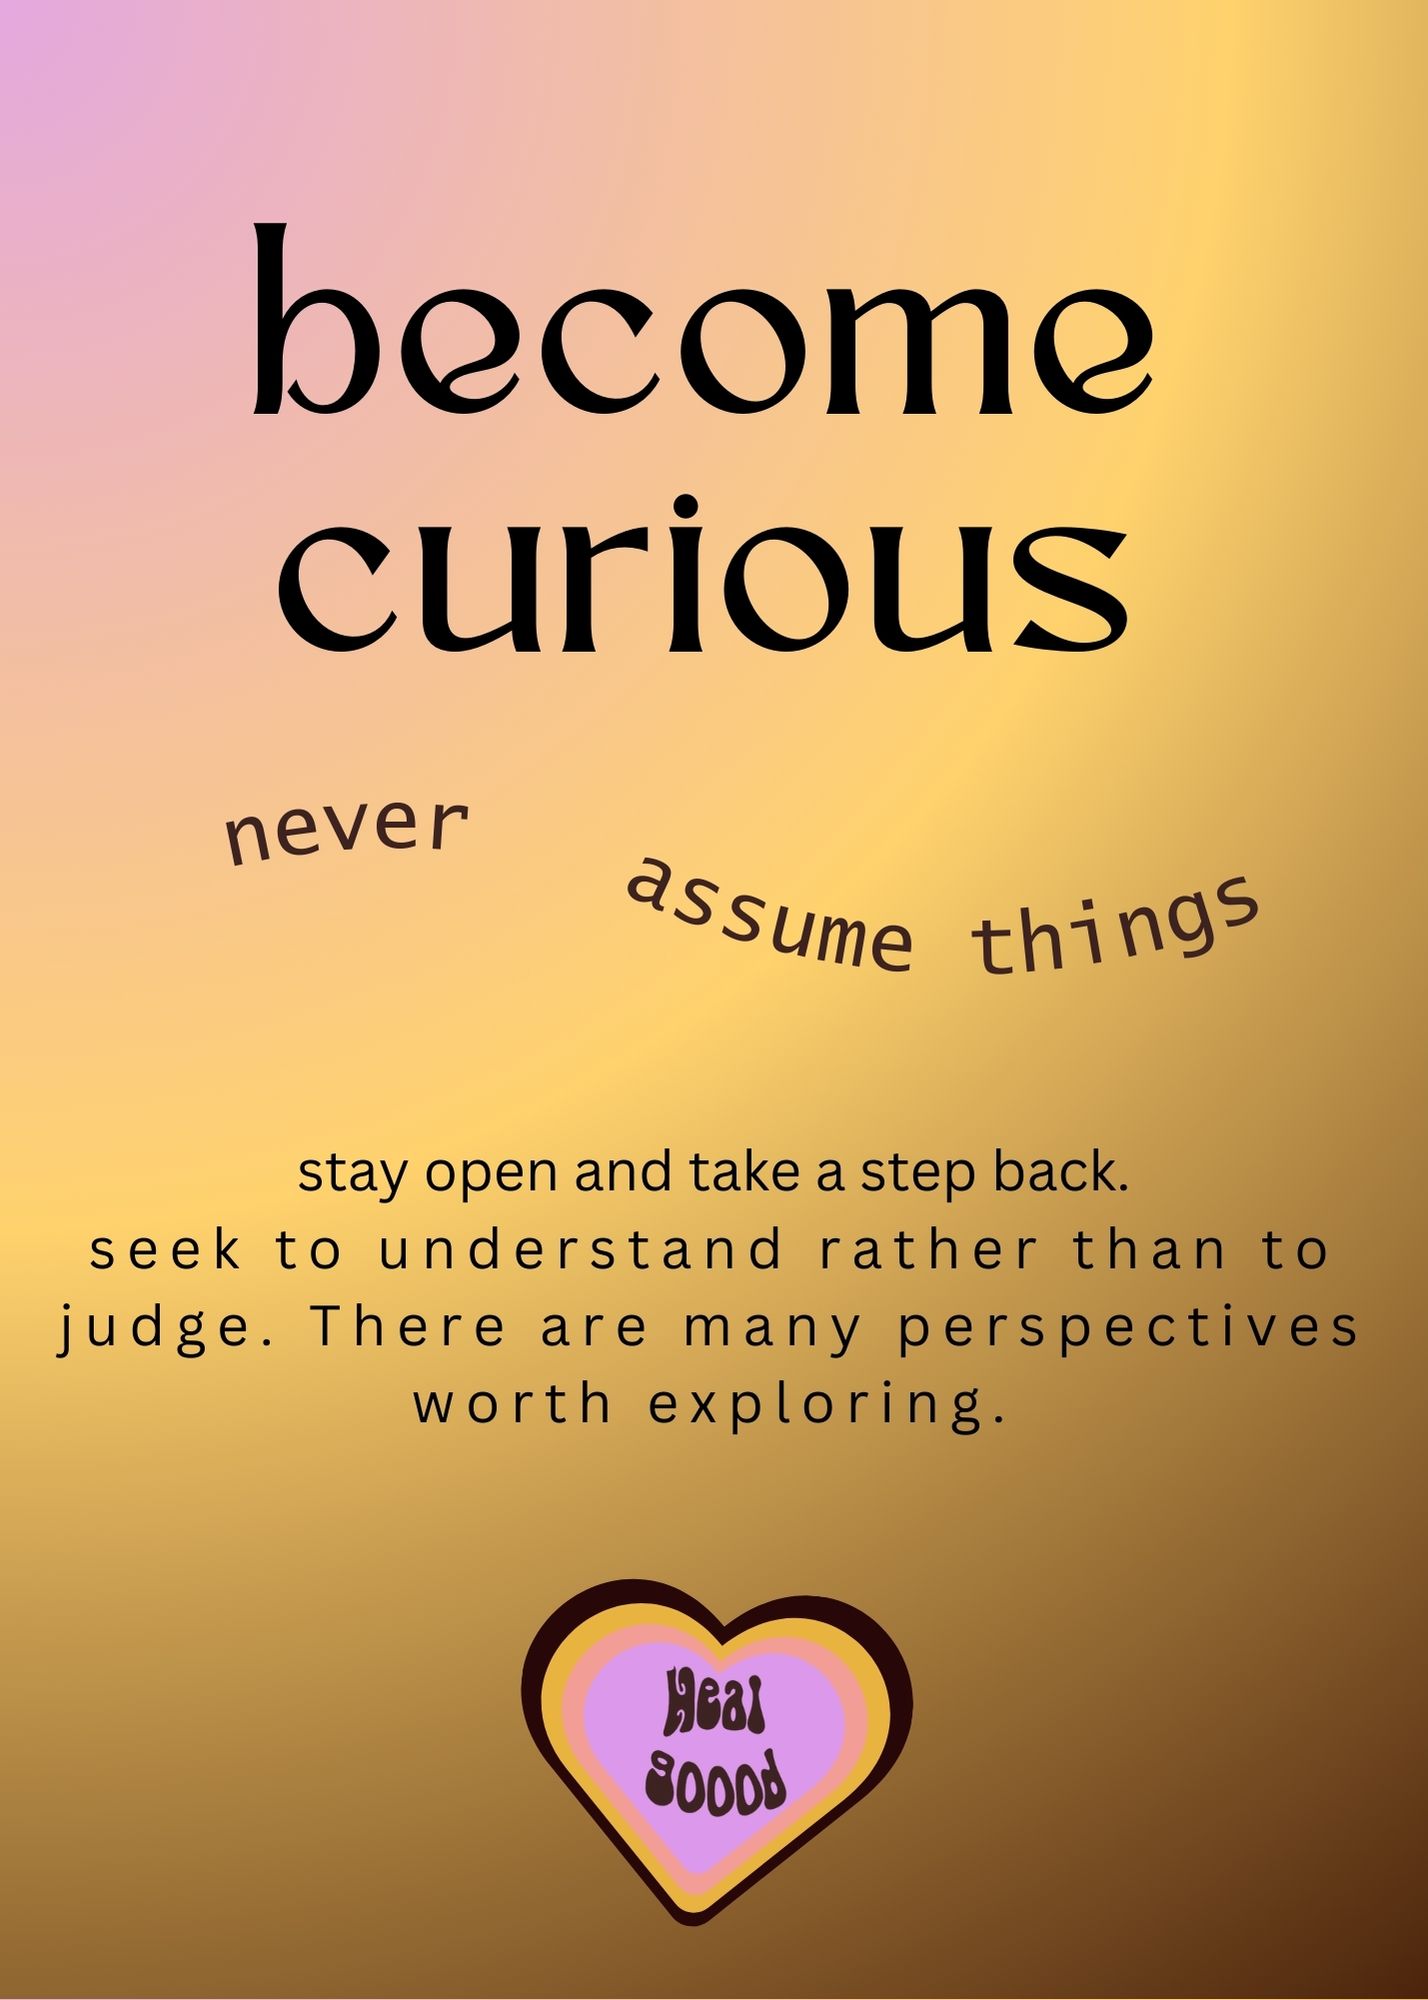 become
curious
never
assume things
stay open and take a step back.
seek to understand rather than to
judge. There are many perspectives
worth exploring.
Heal
goood